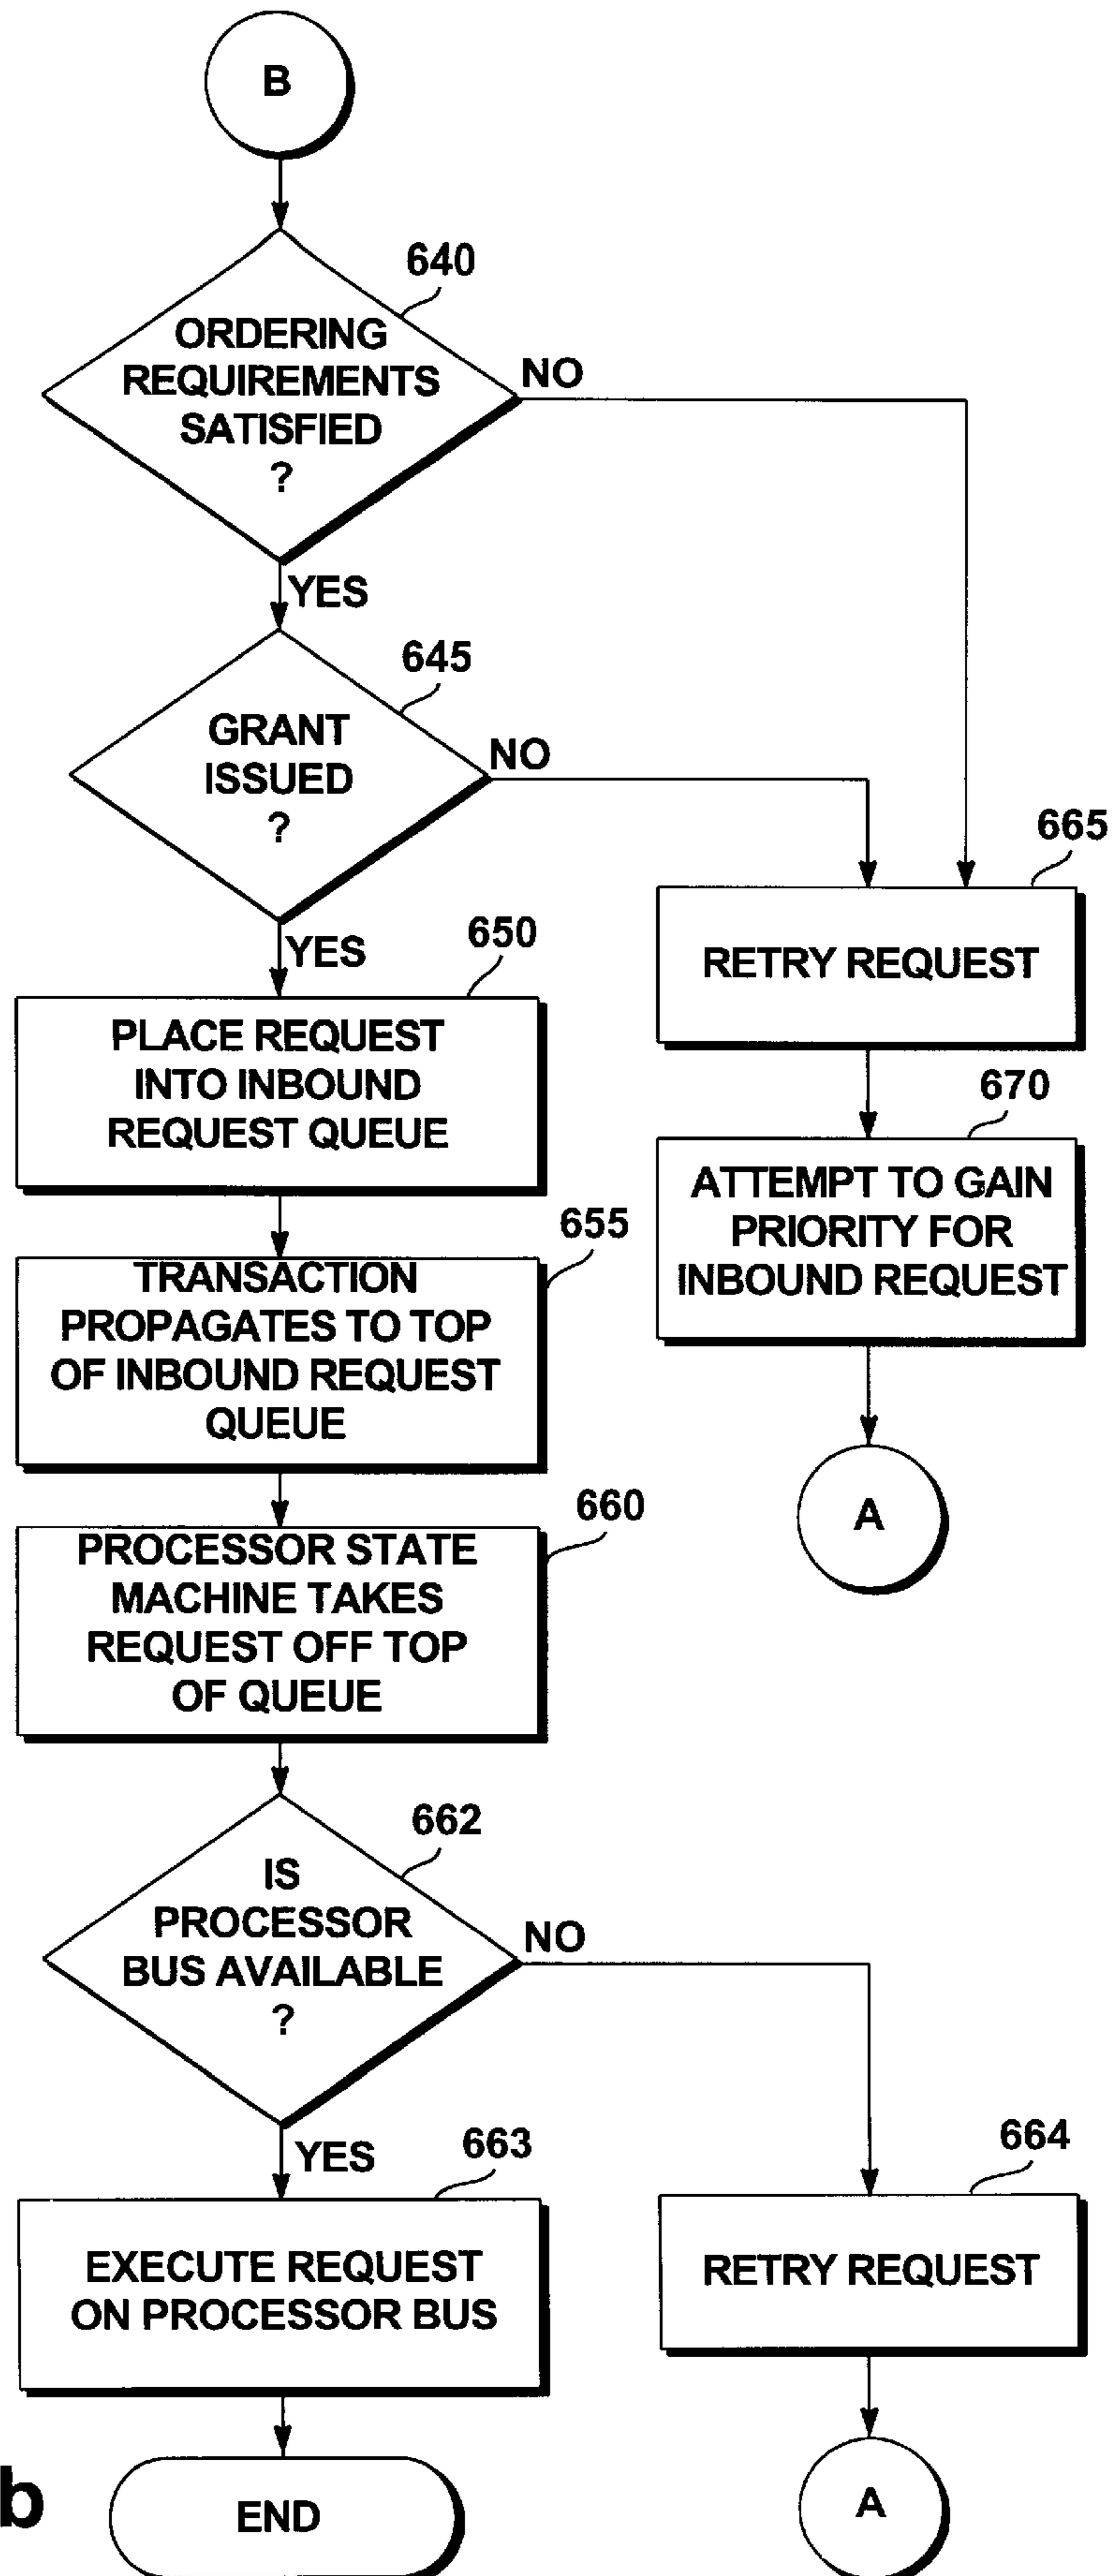 B
640
ORDERING
REQUIREMENTS
SATISFIED
?
NO
YES
645
GRANT
ISSUED
?
NO
YES
665
RETRY REQUEST
650
PLACE REQUEST
INTO INBOUND
REQUEST QUEUE
670
ATTEMPT TO GAIN
PRIORITY FOR
INBOUND REQUEST
A
655
TRANSACTION
PROPAGATES TO TOP
OF INBOUND REQUEST
QUEUE
660
PROCESSOR STATE
MACHINE TAKES
REQUEST OFF TOP
OF QUEUE
662
IS
PROCESSOR
BUS AVAILABLE
?
NO
YES
663
EXECUTE REQUEST
ON PROCESSOR BUS
664
RETRY REQUEST
END
A
b